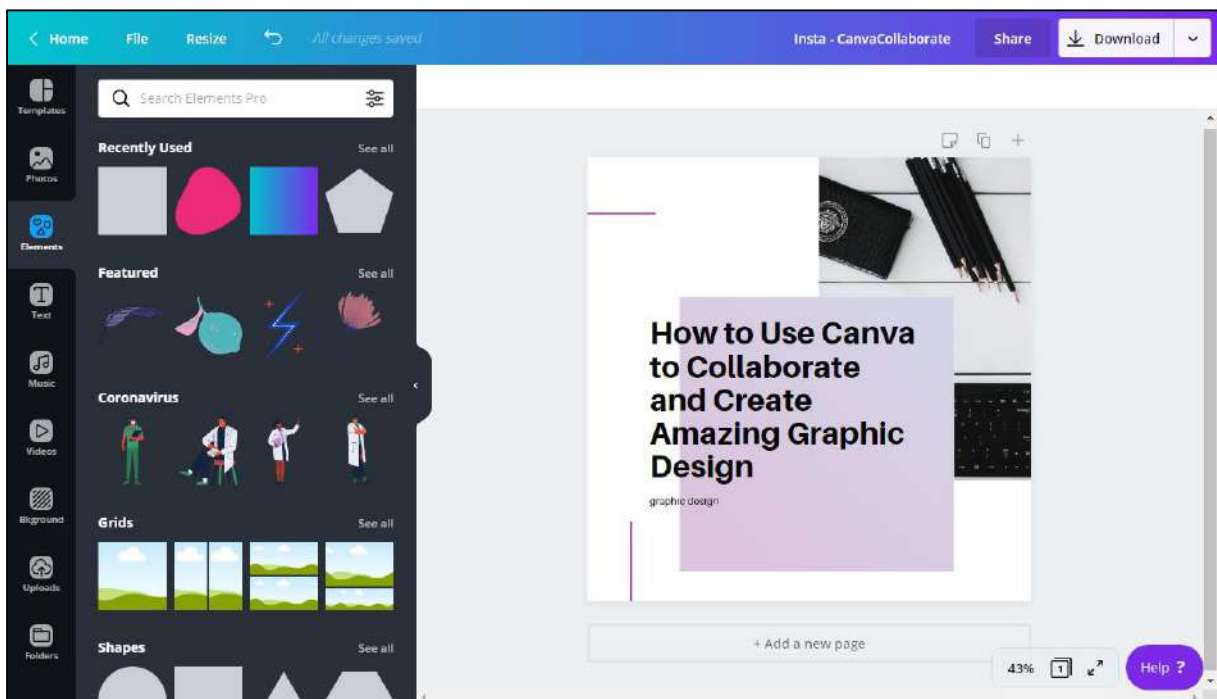 Home File Resize All changes saved Insta - CanvaCollaborate Share Download
Templates
Photos
Elements
Text
Music
Videos
Bkground
Uploads
Folders
Search Elements Pro
Recently Used See all
Featured See all
Coronavirus See all
Grids See all
Shapes See all
How to Use Canva
to Collaborate
and Create
Amazing Graphic
Design
graphic design
+ Add a new page
43% 1 Help ?